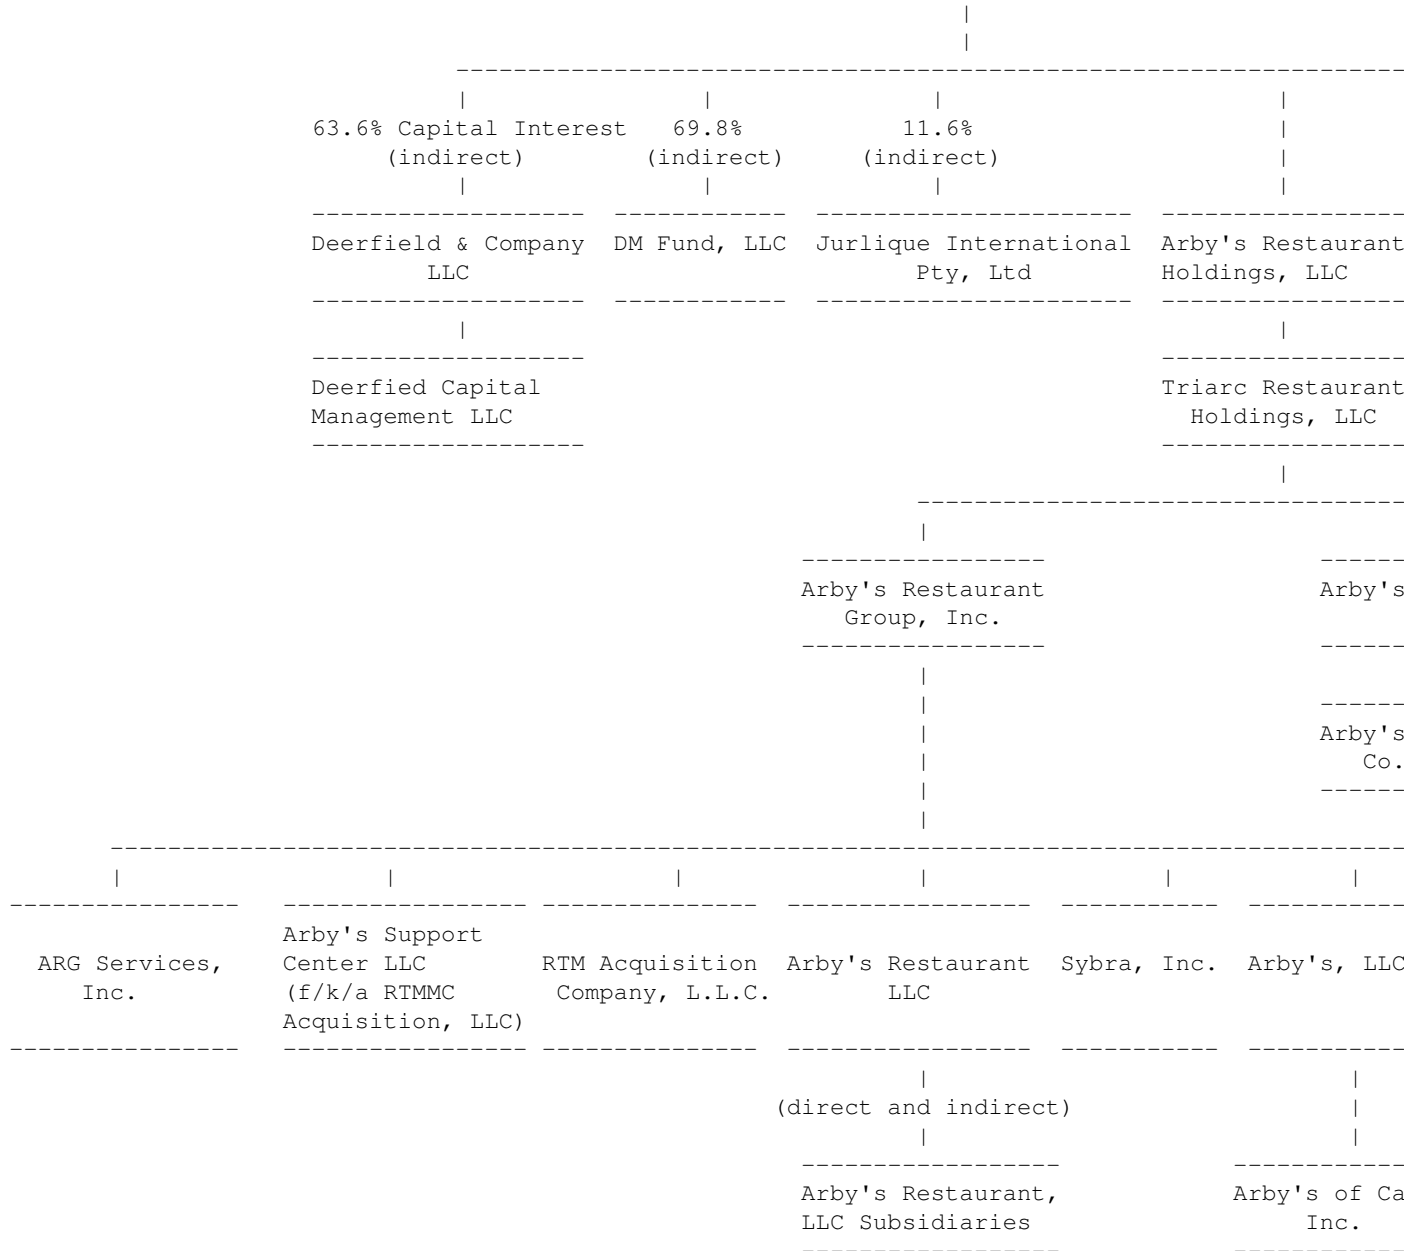 63.6% Capital Interest 69.8% 11.6%
(indirect) (indirect) (indirect)
Deerfield & Company DM Fund, LLC Jurlique International Arby's Restaurant
LLC Pty, Ltd Holdings, LLC
Deerfied Capital Triarc Restaurant
Management LLC Holdings, LLC
Arby's Restaurant Arby's
Group, Inc.
Arby's
Co.
Arby's Support
ARG Services, Center LLC RTM Acquisition Arby's Restaurant Sybra, Inc. Arby's, LLC
Inc. (f/k/a RTMMC Company, L.L.C. LLC
Acquisition, LLC)
(direct and indirect)
Arby's Restaurant, Arby's of Ca
LLC Subsidiaries Inc.